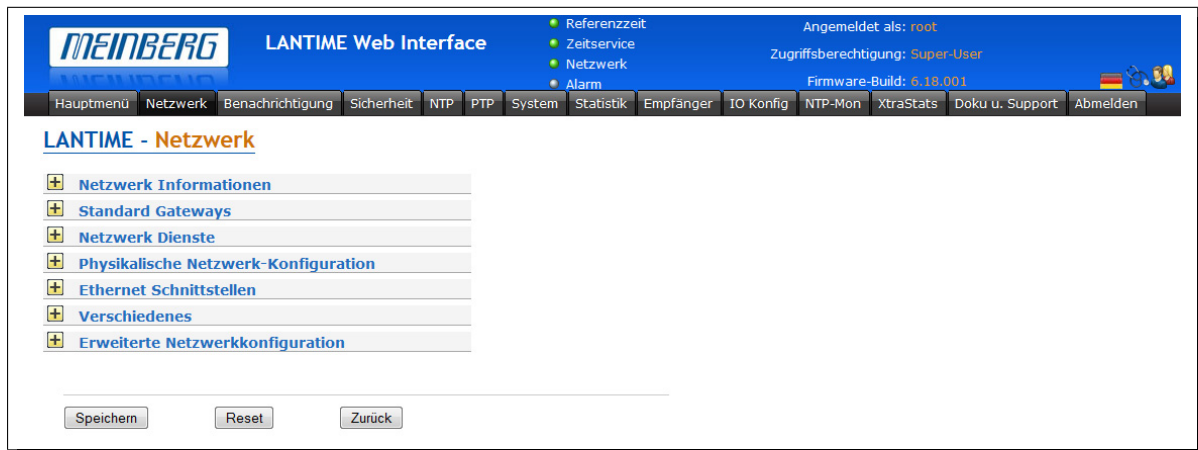 MEINBERG
LANTIME Web Interface
Referenzzeit
Zeitservice
Netzwerk
Alarm
Angemeldet als: root
Zugriffsberechtigung: Super-User
Firmware-Build: 6.18.001
Hauptmenü Netzwerk Benachrichtigung Sicherheit NTP PTP System Statistik Empfänger IO Konfig NTP-Mon XtraStats Doku u. Support Abmelden
LANTIME - Netzwerk
Netzwerk Informationen
Standard Gateways
Netzwerk Dienste
Physikalische Netzwerk-Konfiguration
Ethernet Schnittstellen
Verschiedenes
Erweiterte Netzwerkkonfiguration
Speichern Reset Zurück